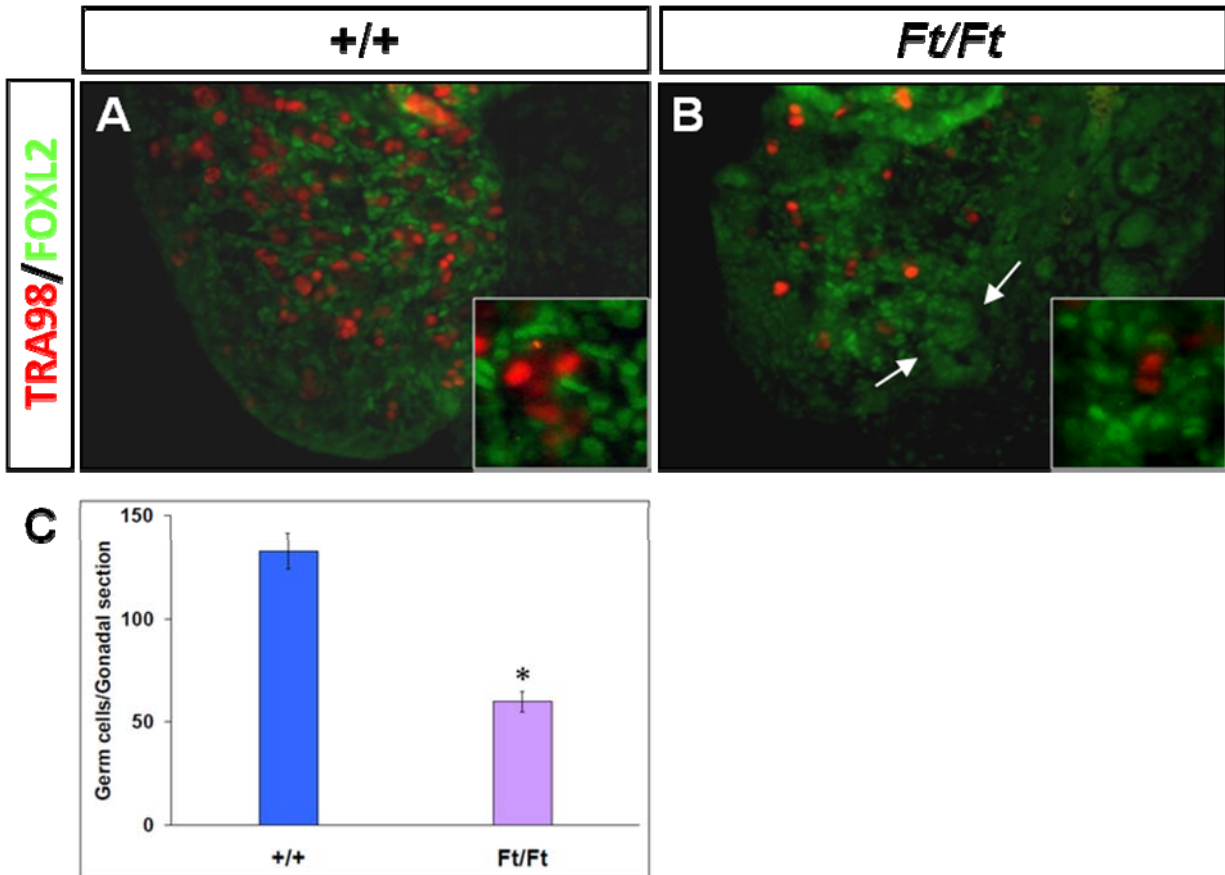 +/+
Ft/Ft
TRA98/FOXL2
A
B
C
150
100
50
0
Germ cells/Gonadal section
*
+/+
Ft/Ft